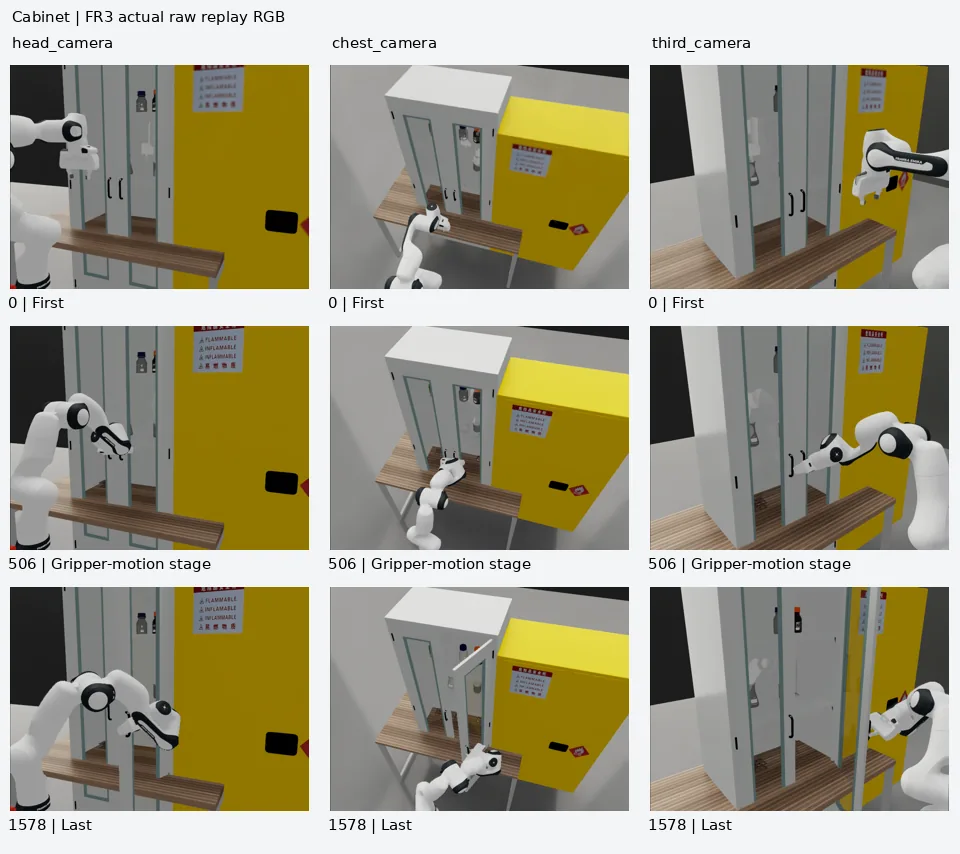 Cabinet | FR3 actual raw replay RGB
head_camera
chest_camera
third_camera
FLAMMABLE
INFLAMMABLE
0 | First
0 | First
0 | First
FLAMMABLE
INFLAMMABLE
506 | Gripper-motion stage
506 | Gripper-motion stage
506 | Gripper-motion stage
FLAMMABLE
INFLAMMABLE
1578 | Last
1578 | Last
1578 | Last